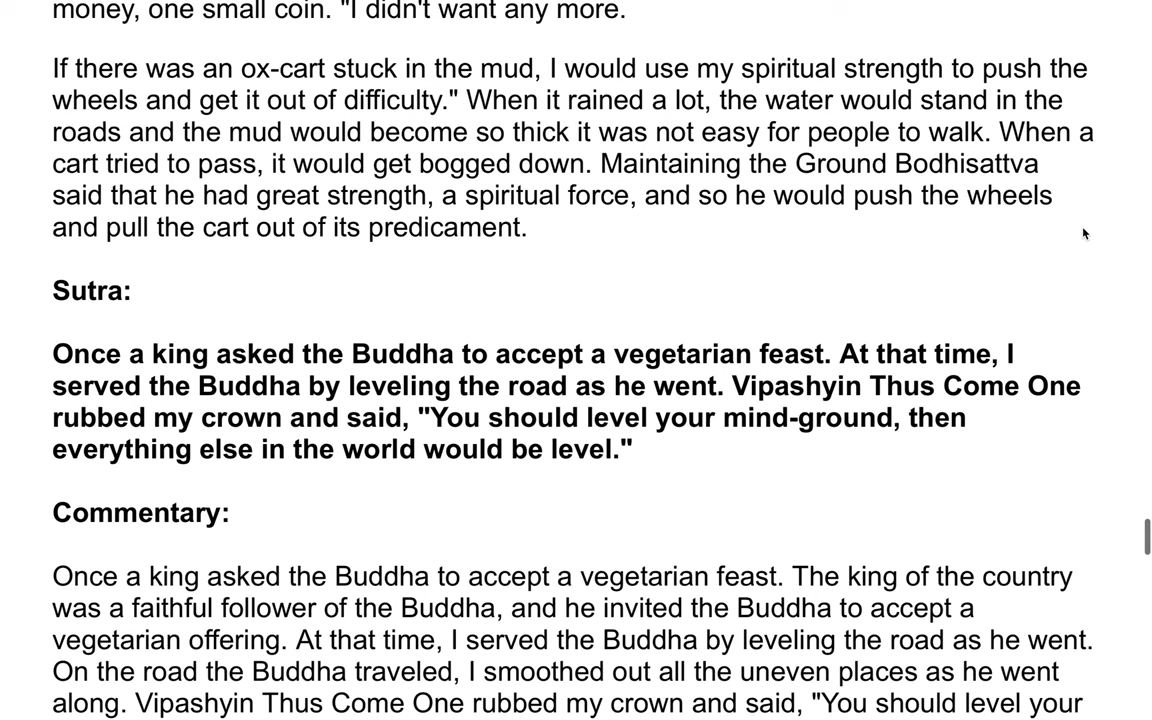 money, one small coin. "I didn't want any more.
If there was an ox-cart stuck in the mud, I would use my spiritual strength to push the
wheels and get it out of difficulty." When it rained a lot, the water would stand in the
roads and the mud would become so thick it was not easy for people to walk. When a
cart tried to pass, it would get bogged down. Maintaining the Ground Bodhisattva
said that he had great strength, a spiritual force, and so he would push the wheels
and pull the cart out of its predicament.
Sutra:
Once a king asked the Buddha to accept a vegetarian feast. At that time, I
served the Buddha by leveling the road as he went. Vipashyin Thus Come One
rubbed my crown and said, "You should level your mind-ground, then
everything else in the world would be level."
Commentary:
Once a king asked the Buddha to accept a vegetarian feast. The king of the country
was a faithful follower of the Buddha, and he invited the Buddha to accept a
vegetarian offering. At that time, I served the Buddha by leveling the road as he went.
On the road the Buddha traveled, I smoothed out all the uneven places as he went
along. Vipashyin Thus Come One rubbed my crown and said, "You should level your